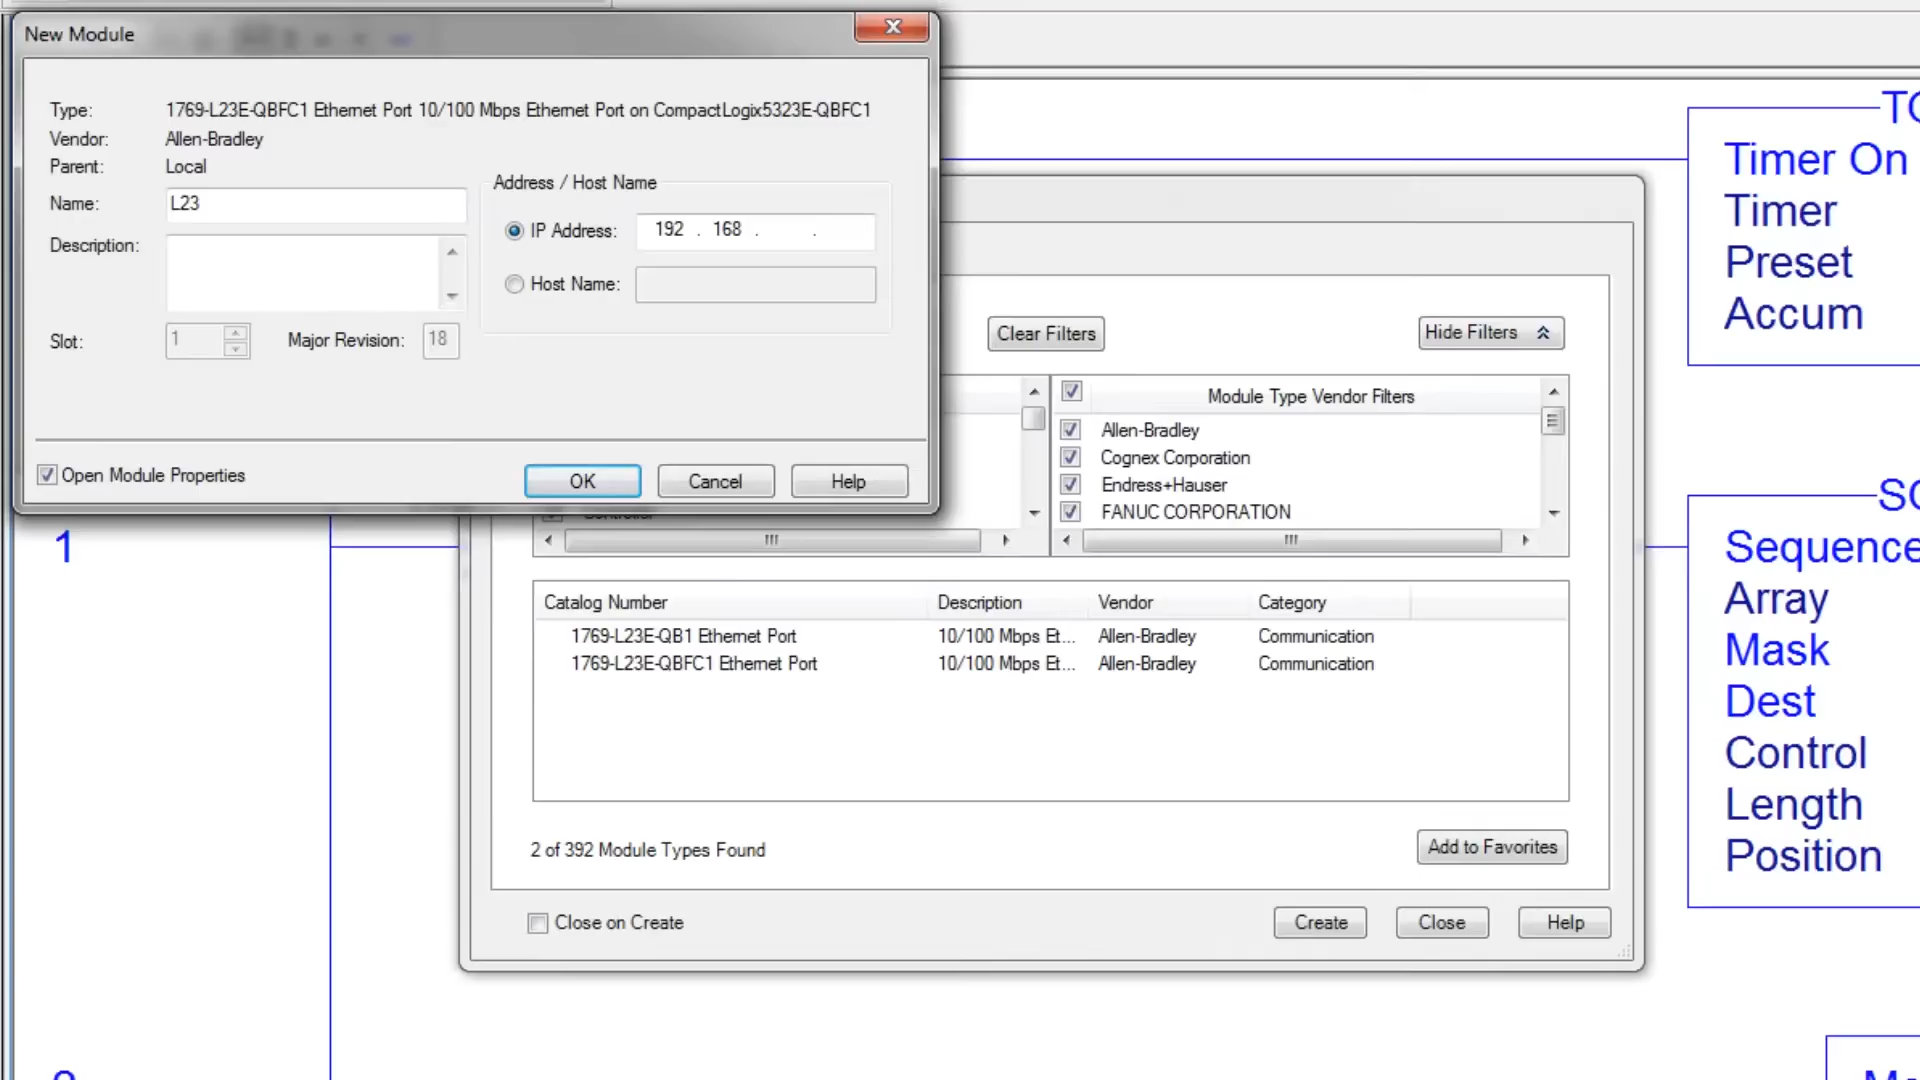 New Module
Type: 1769-L23E-QBFC1 Ethernet Port 10/100 Mbps Ethernet Port on CompactLogix5323E-QBFC1
Vendor: Allen-Bradley
Parent: Local
Name: L23
Address / Host Name
IP Address: 192 . 168 . .
Description:
Host Name:
Slot: 1 Major Revision: 18
Open Module Properties
OK Cancel Help
Clear Filters
Hide Filters
Module Type Vendor Filters
Allen-Bradley
Cognex Corporation
Endress+Hauser
FANUC CORPORATION
Catalog Number Description Vendor Category
1769-L23E-QB1 Ethernet Port 10/100 Mbps Et... Allen-Bradley Communication
1769-L23E-QBFC1 Ethernet Port 10/100 Mbps Et... Allen-Bradley Communication
2 of 392 Module Types Found
Add to Favorites
Close on Create
Create Close Help
1
Timer On
Timer
Preset
Accum
Sequence
Array
Mask
Dest
Control
Length
Position